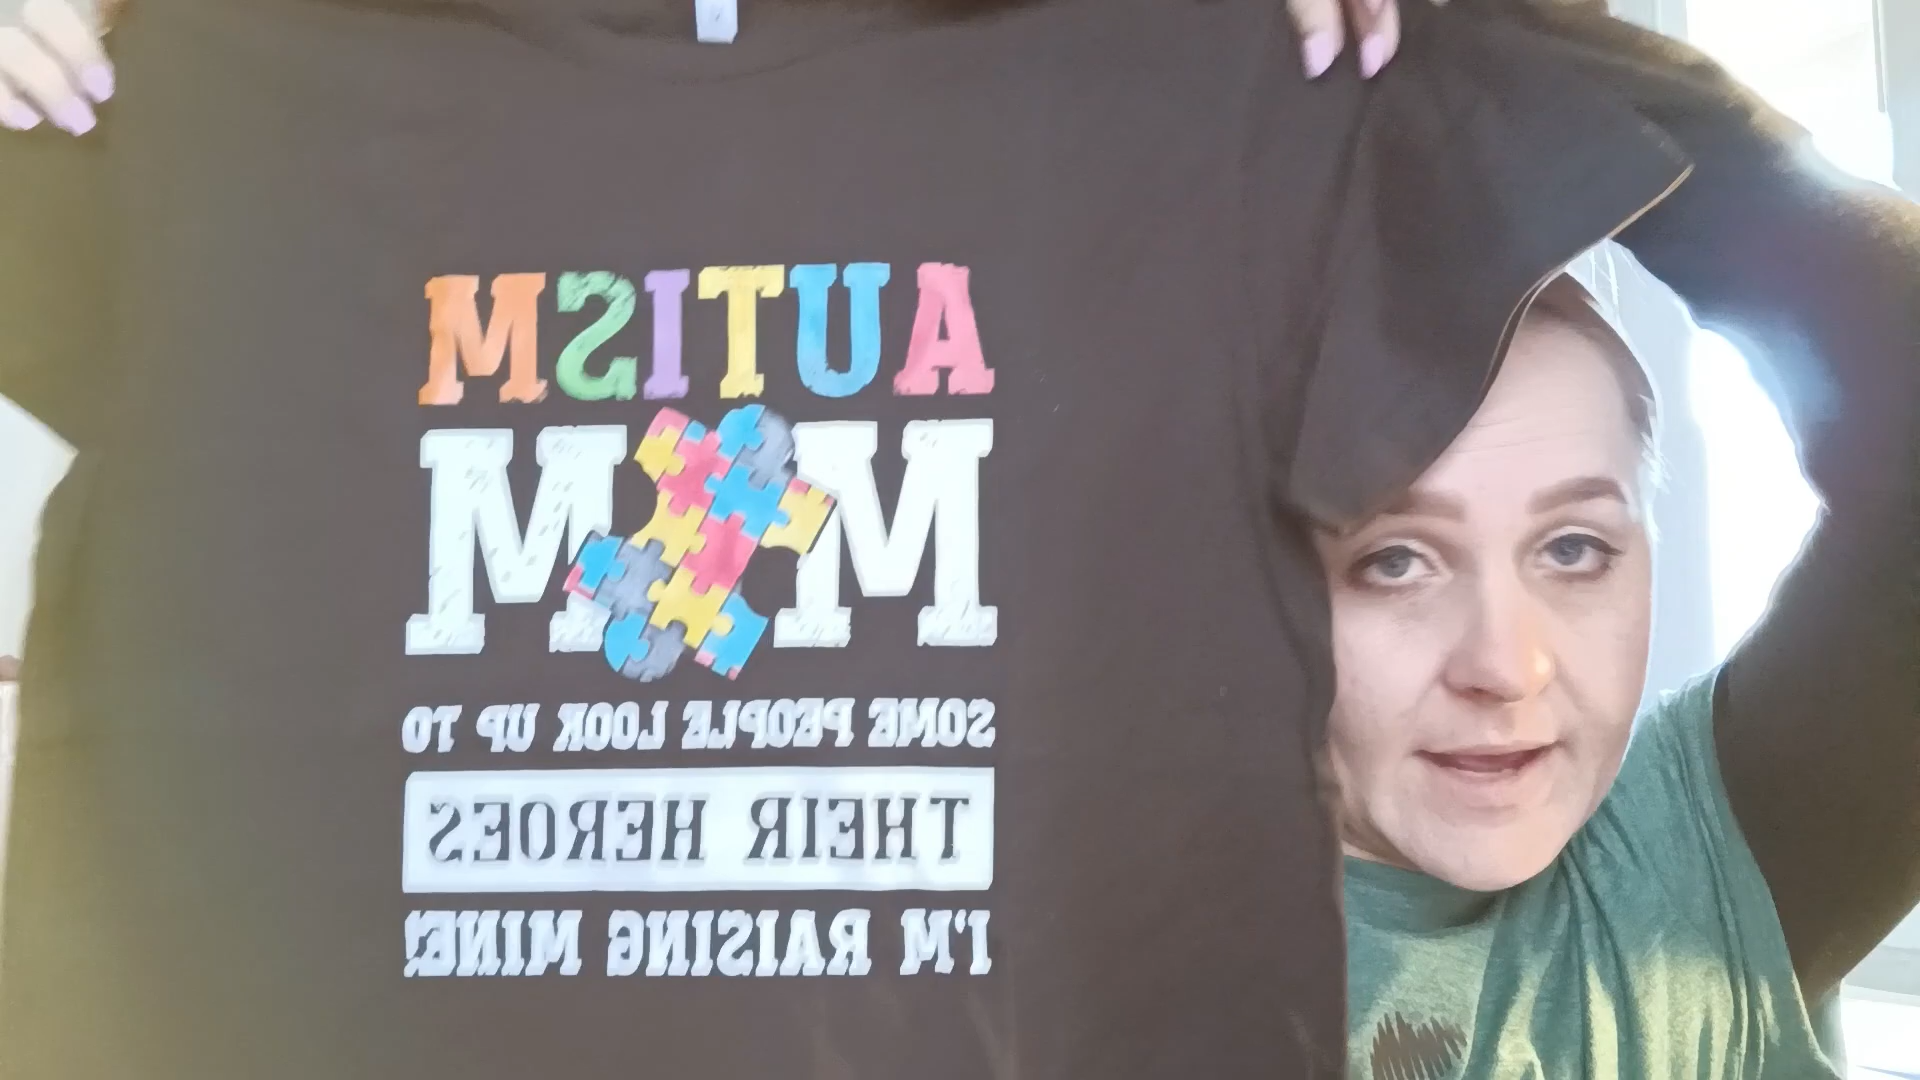 AUTISM
MOM
SOME PEOPLE LOOK UP TO
THEIR HEROES
I'M RAISING MINE!